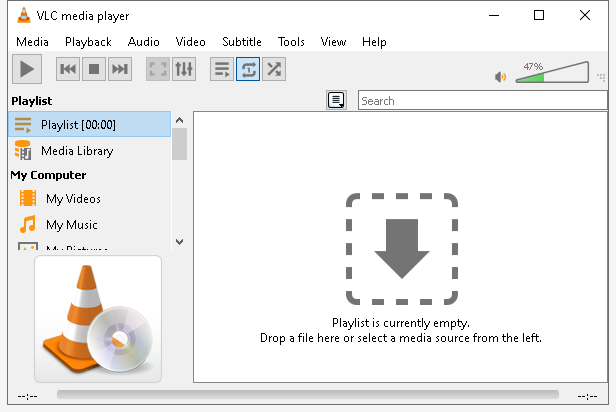 VLC media player
Media Playback Audio Video Subtitle Tools View Help
47%
Playlist
Search
Playlist [00:00]
Media Library
My Computer
My Videos
My Music
My Pictures
Playlist is currently empty.
Drop a file here or select a media source from the left.
--:-- --:--